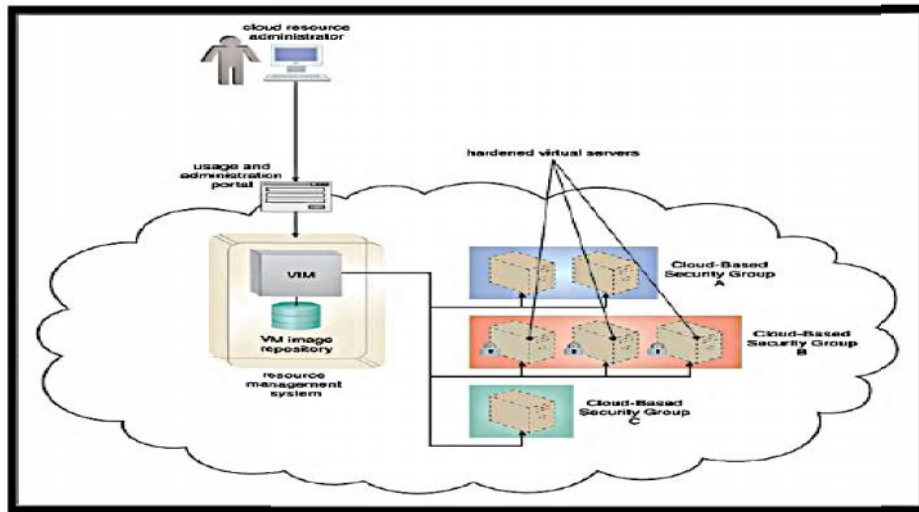 cloud resource
administrator
usage and
administration
portal
hardened virtual servers
VIM
VM image
repository
resource
management
system
Cloud-Based
Security Group
A
Cloud-Based
Security Group
B
Cloud-Based
Security Group
C